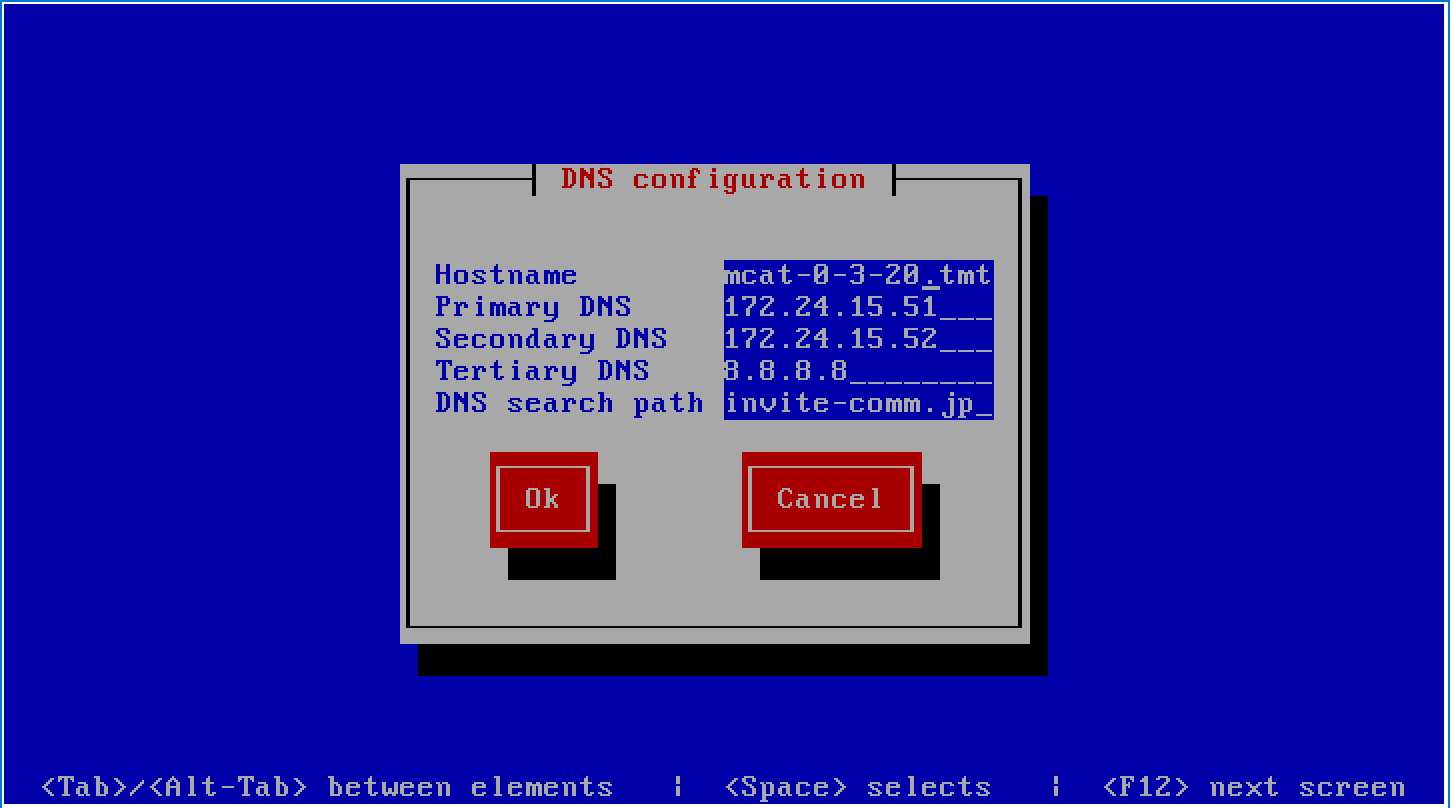 DNS configuration
Hostname mcat-0-3-20.tmt
Primary DNS 172.24.15.51___
Secondary DNS 172.24.15.52___
Tertiary DNS 8.8.8.8________
DNS search path invite-comm.jp_
Ok Cancel
<Tab>/<Alt-Tab> between elements | <Space> selects | <F12> next screen